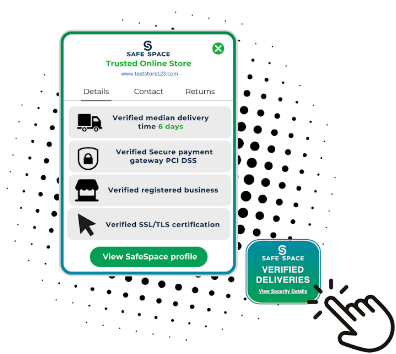 SAFE SPACE
Trusted Online Store
www.teststore123.com
Details Contact Returns
Verified median delivery
time 6 days
Verified Secure payment
gateway PCI DSS
Verified registered business
Verified SSL/TLS certification
View SafeSpace profile
SAFE SPACE
VERIFIED
DELIVERIES
View Security Details